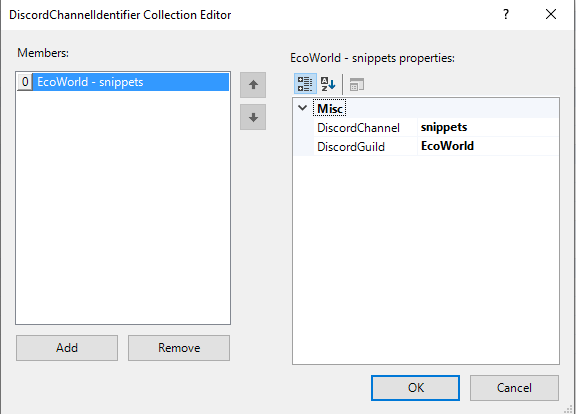 DiscordChannelIdentifier Collection Editor
?
Members:
0 EcoWorld - snippets
Add
Remove
EcoWorld - snippets properties:
Misc
DiscordChannel snippets
DiscordGuild EcoWorld
OK
Cancel